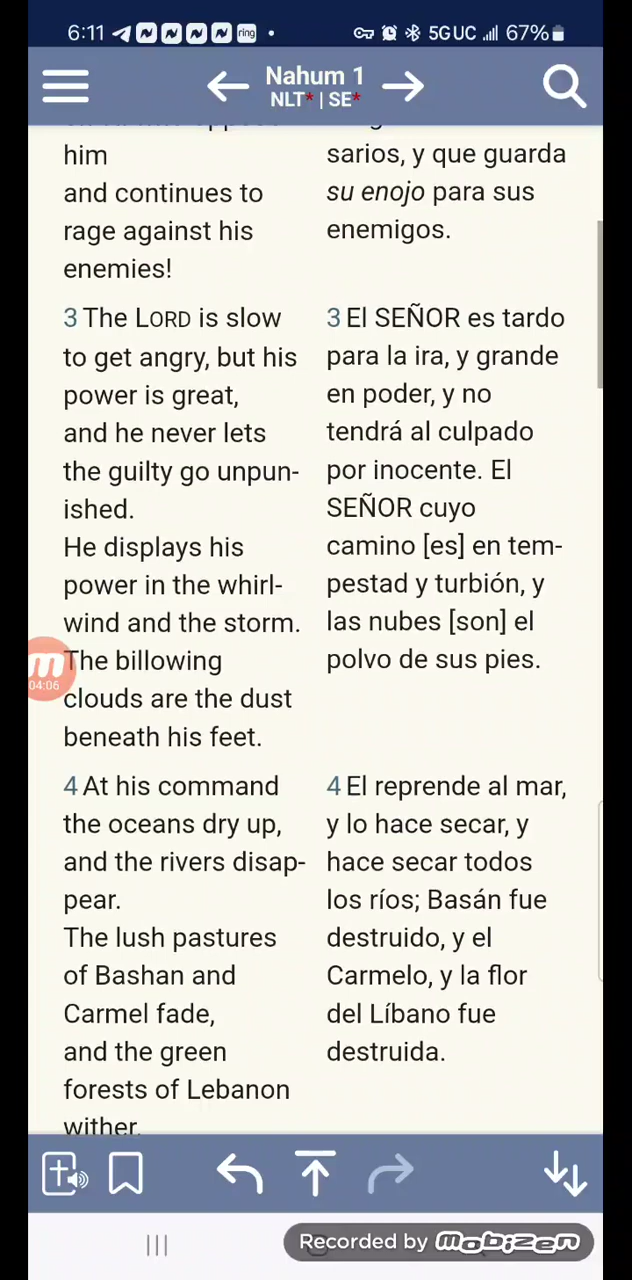 6:11
ring
5GUC
67%
Nahum 1
NLT* | SE*
him
and continues to
rage against his
enemies!
3 The LORD is slow
to get angry, but his
power is great,
and he never lets
the guilty go unpun-
ished.
He displays his
power in the whirl-
wind and the storm.
The billowing
clouds are the dust
beneath his feet.
4 At his command
the oceans dry up,
and the rivers disap-
pear.
The lush pastures
of Bashan and
Carmel fade,
and the green
forests of Lebanon
wither.
sarios, y que guarda
su enojo para sus
enemigos.
3 El SEÑOR es tardo
para la ira, y grande
en poder, y no
tendrá al culpado
por inocente. El
SEÑOR cuyo
camino [es] en tem-
pestad y turbión, y
las nubes [son] el
polvo de sus pies.
4 El reprende al mar,
y lo hace secar, y
hace secar todos
los ríos; Basán fue
destruido, y el
Carmelo, y la flor
del Líbano fue
destruida.
04:06
Recorded by mobizen